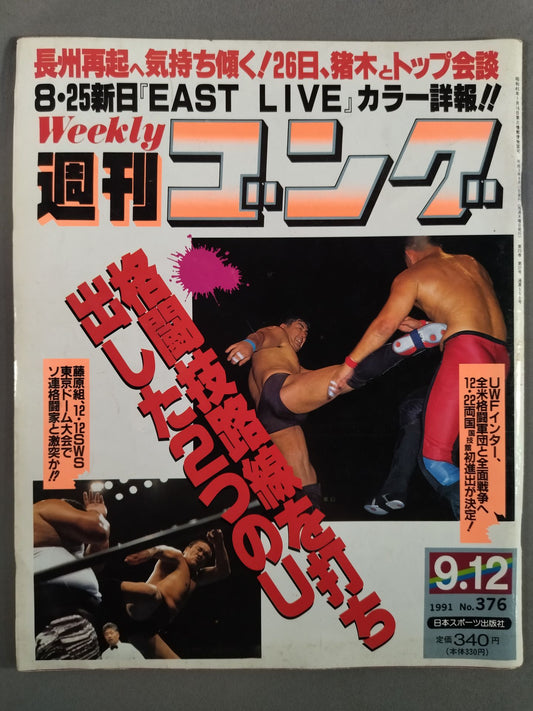 長州再起へ気持ち傾く！26日、猪木とトップ会談
8・25新日『EAST LIVE』カラー詳報!!
Weekly
週刊ゴング
格闘技路線を打ち
出した2つのU
UWFインター、
全米格闘軍団と全面戦争へ
12・22両国国技館初進出が決定！
藤原組、12・12SWS
東京ドーム大会で
ソ連格闘家と激突か!?
9.12
1991 No.376
日本スポーツ出版社
定価340円
(本体330円)